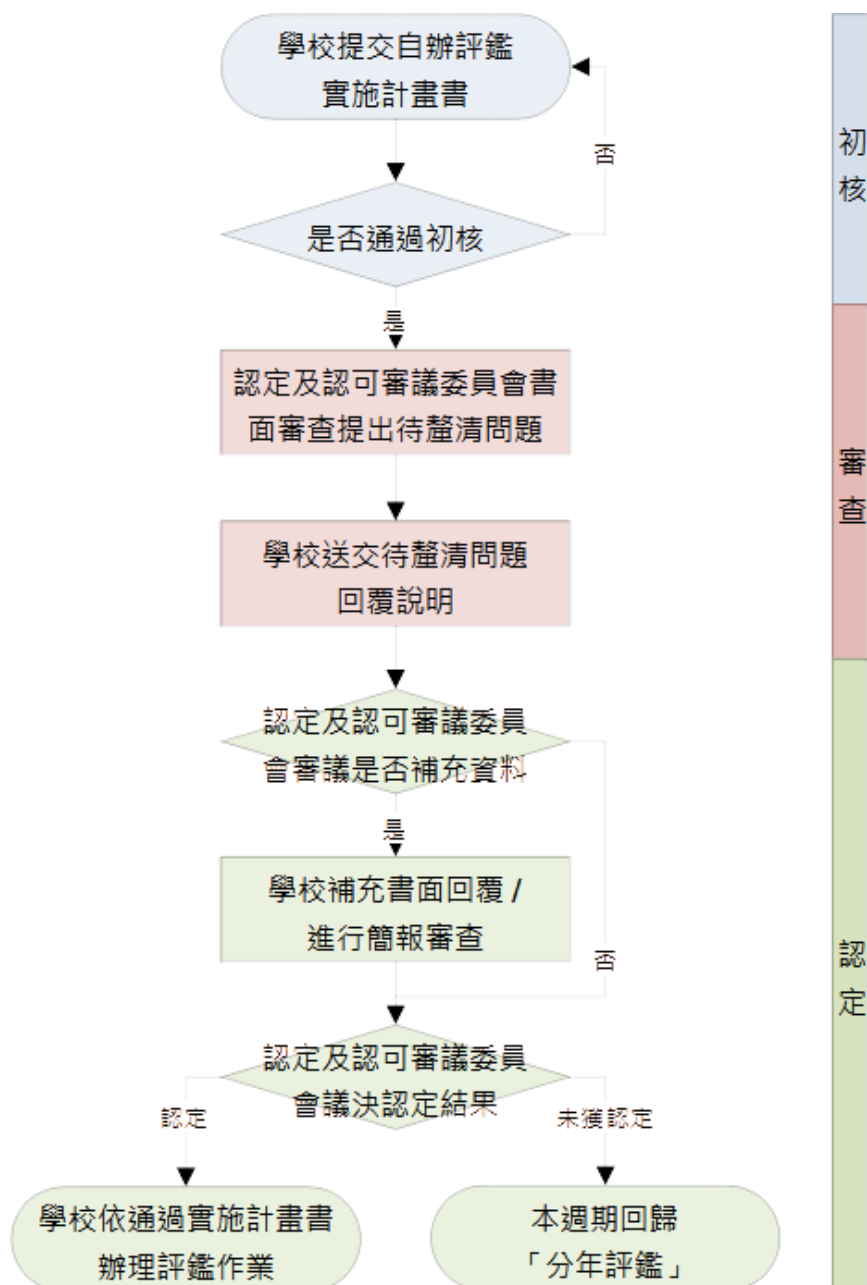 學校提交自辦評鑑
實施計畫書
否
是否通過初核
是
認定及認可審議委員會書
面審查提出待釐清問題
學校送交待釐清問題
回覆說明
認定及認可審議委員
會審議是否補充資料
是
學校補充書面回覆 /
進行簡報審查
否
認定及認可審議委員
會議決認定結果
認定
未獲認定
學校依通過實施計畫書
辦理評鑑作業
本週期回歸
「分年評鑑」
初
核
審
查
認
定